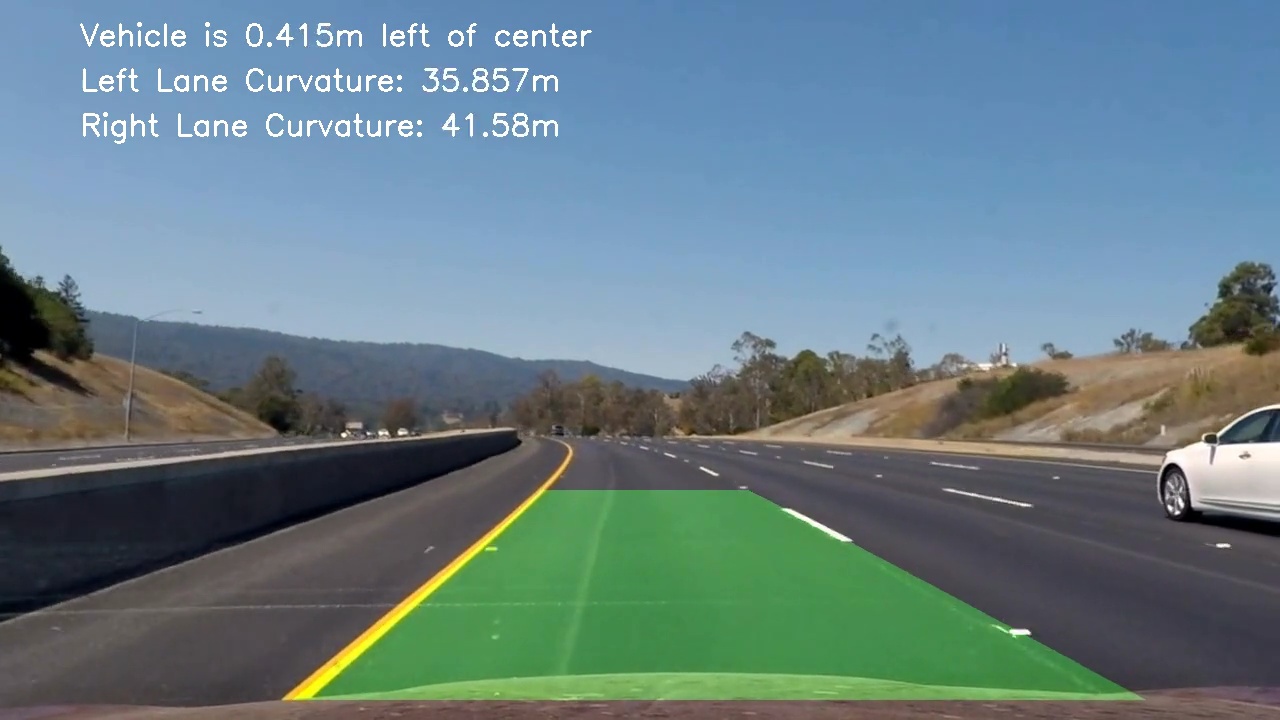 Vehicle is 0.415m left of center
Left Lane Curvature: 35.857m
Right Lane Curvature: 41.58m